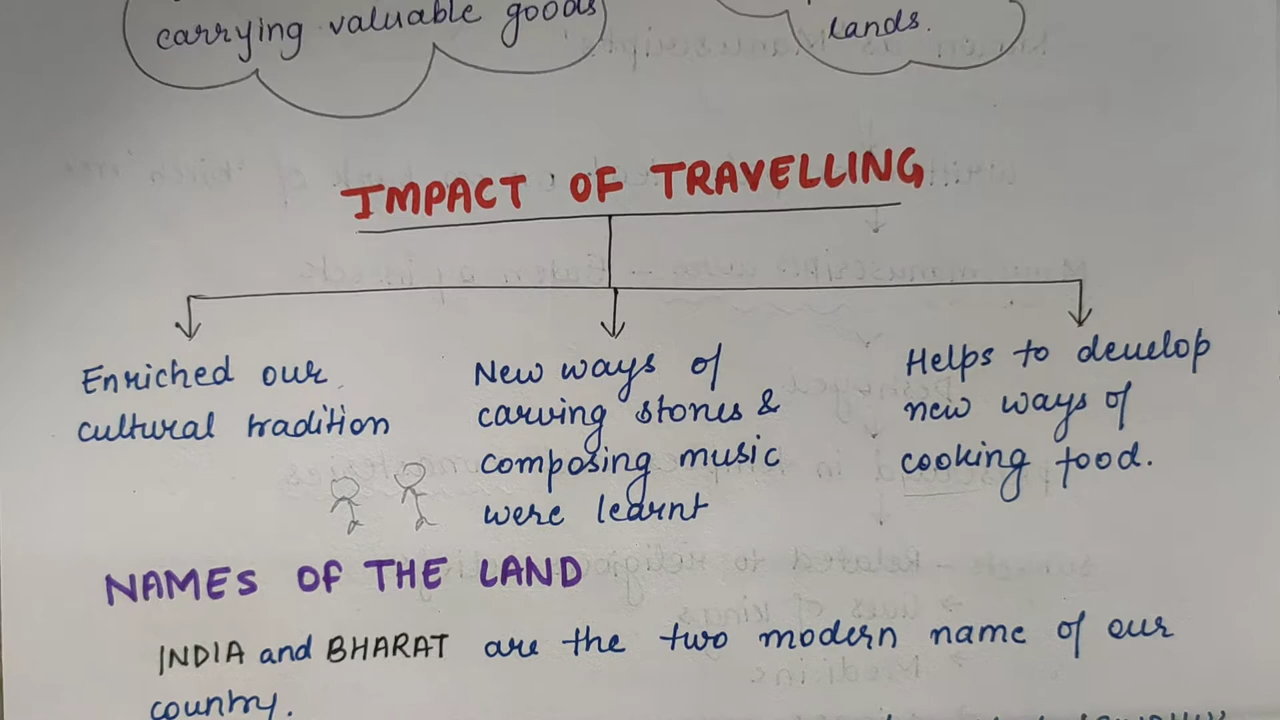 carrying valuable goods
lands.
IMPACT OF TRAVELLING
Enriched our
cultural tradition
New ways of
carving stones &
composing music
were learnt
Helps to develop
new ways of
cooking food.
NAMES OF THE LAND
INDIA and BHARAT are the two modern name of our
country.